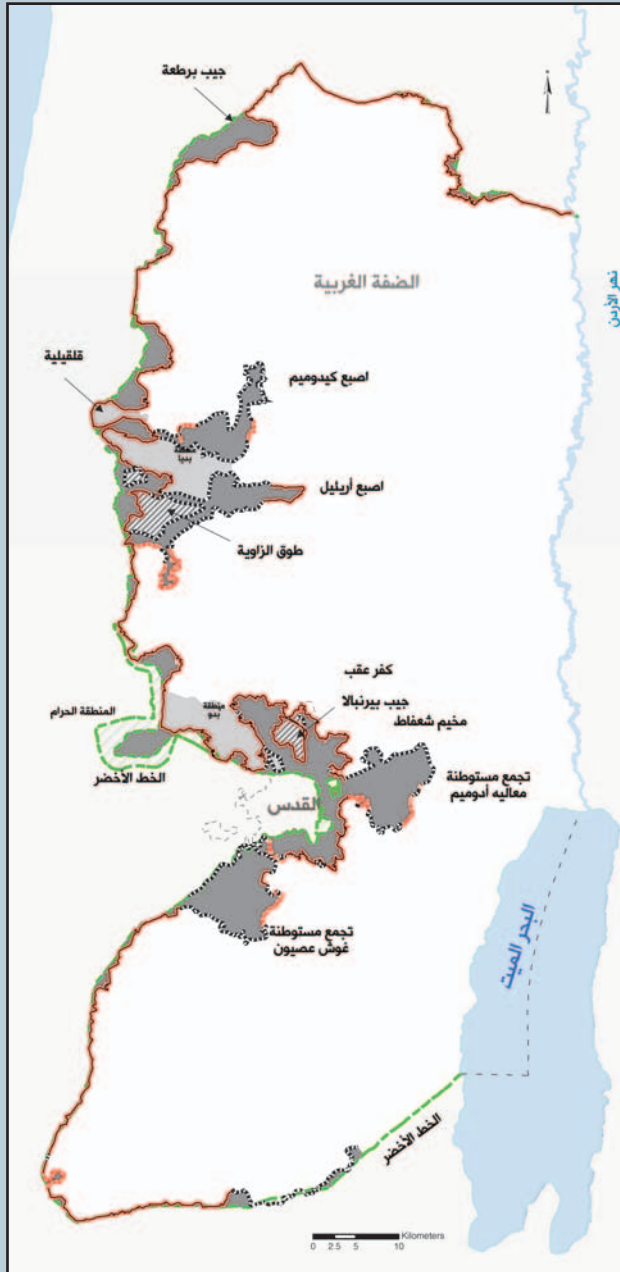 جيب برطعة
الضفة الغربية
نهر الأردن
قلقيلية
اصبع كيدوميم
منطقة
بديا
اصبع أريئيل
طوق الزاوية
كفر عقب
جيب بيرنبالا
مخيم شعفاط
منطقة
بدو
المنطقة الحرام
الخط الأخضر
تجمع مستوطنة
معاليه أدوميم
القدس
تجمع مستوطنة
غوش عصيون
البحر الميت
الخط الأخضر
Kilometers
0 2.5 5 10